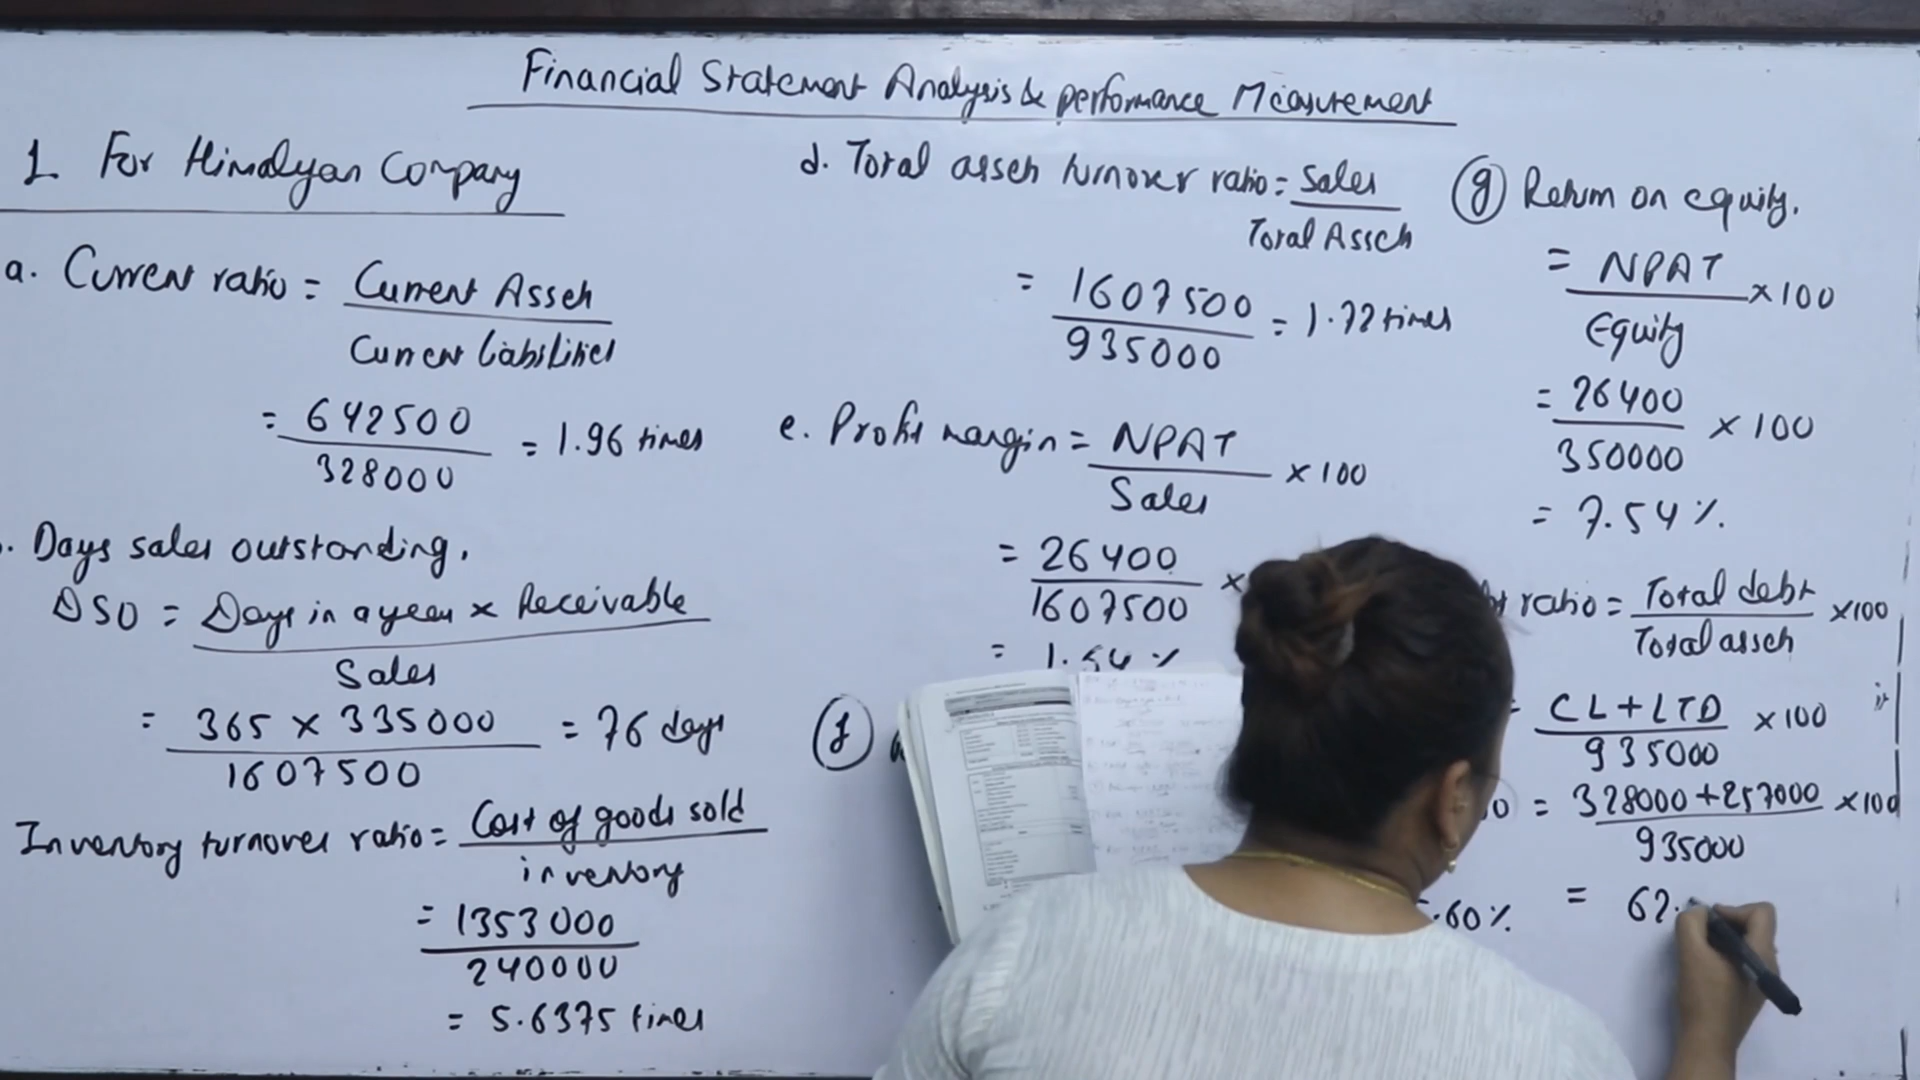 Financial Statement Analysis & performance Measurement
1. For Himalyan Company
a. Current ratio = Current Assets
Current liabilities
= 642500
328000
= 1.96 times
. Days sales outstanding.
DSO = Days in a year × Receivable
Sales
= 365 × 335000
1607500
= 76 days
Inventory turnover ratio = Cost of goods sold
inventory
= 1353000
240000
= 5.6375 times
d. Total assets turnover ratio = Sales
Total Assets
= 1607500
935000
= 1.72 times
e. Profit margin = NPAT
Sales
× 100
= 26400
1607500
×
= 1.64 %
f
g Return on equity.
= NPAT
Equity
× 100
= 26400
350000
× 100
= 7.54 %
ratio = Total debt
Total assets
× 100
= CL + LTD
935000
× 100
= 328000 + 257000
935000
× 100
.60 %
= 62.